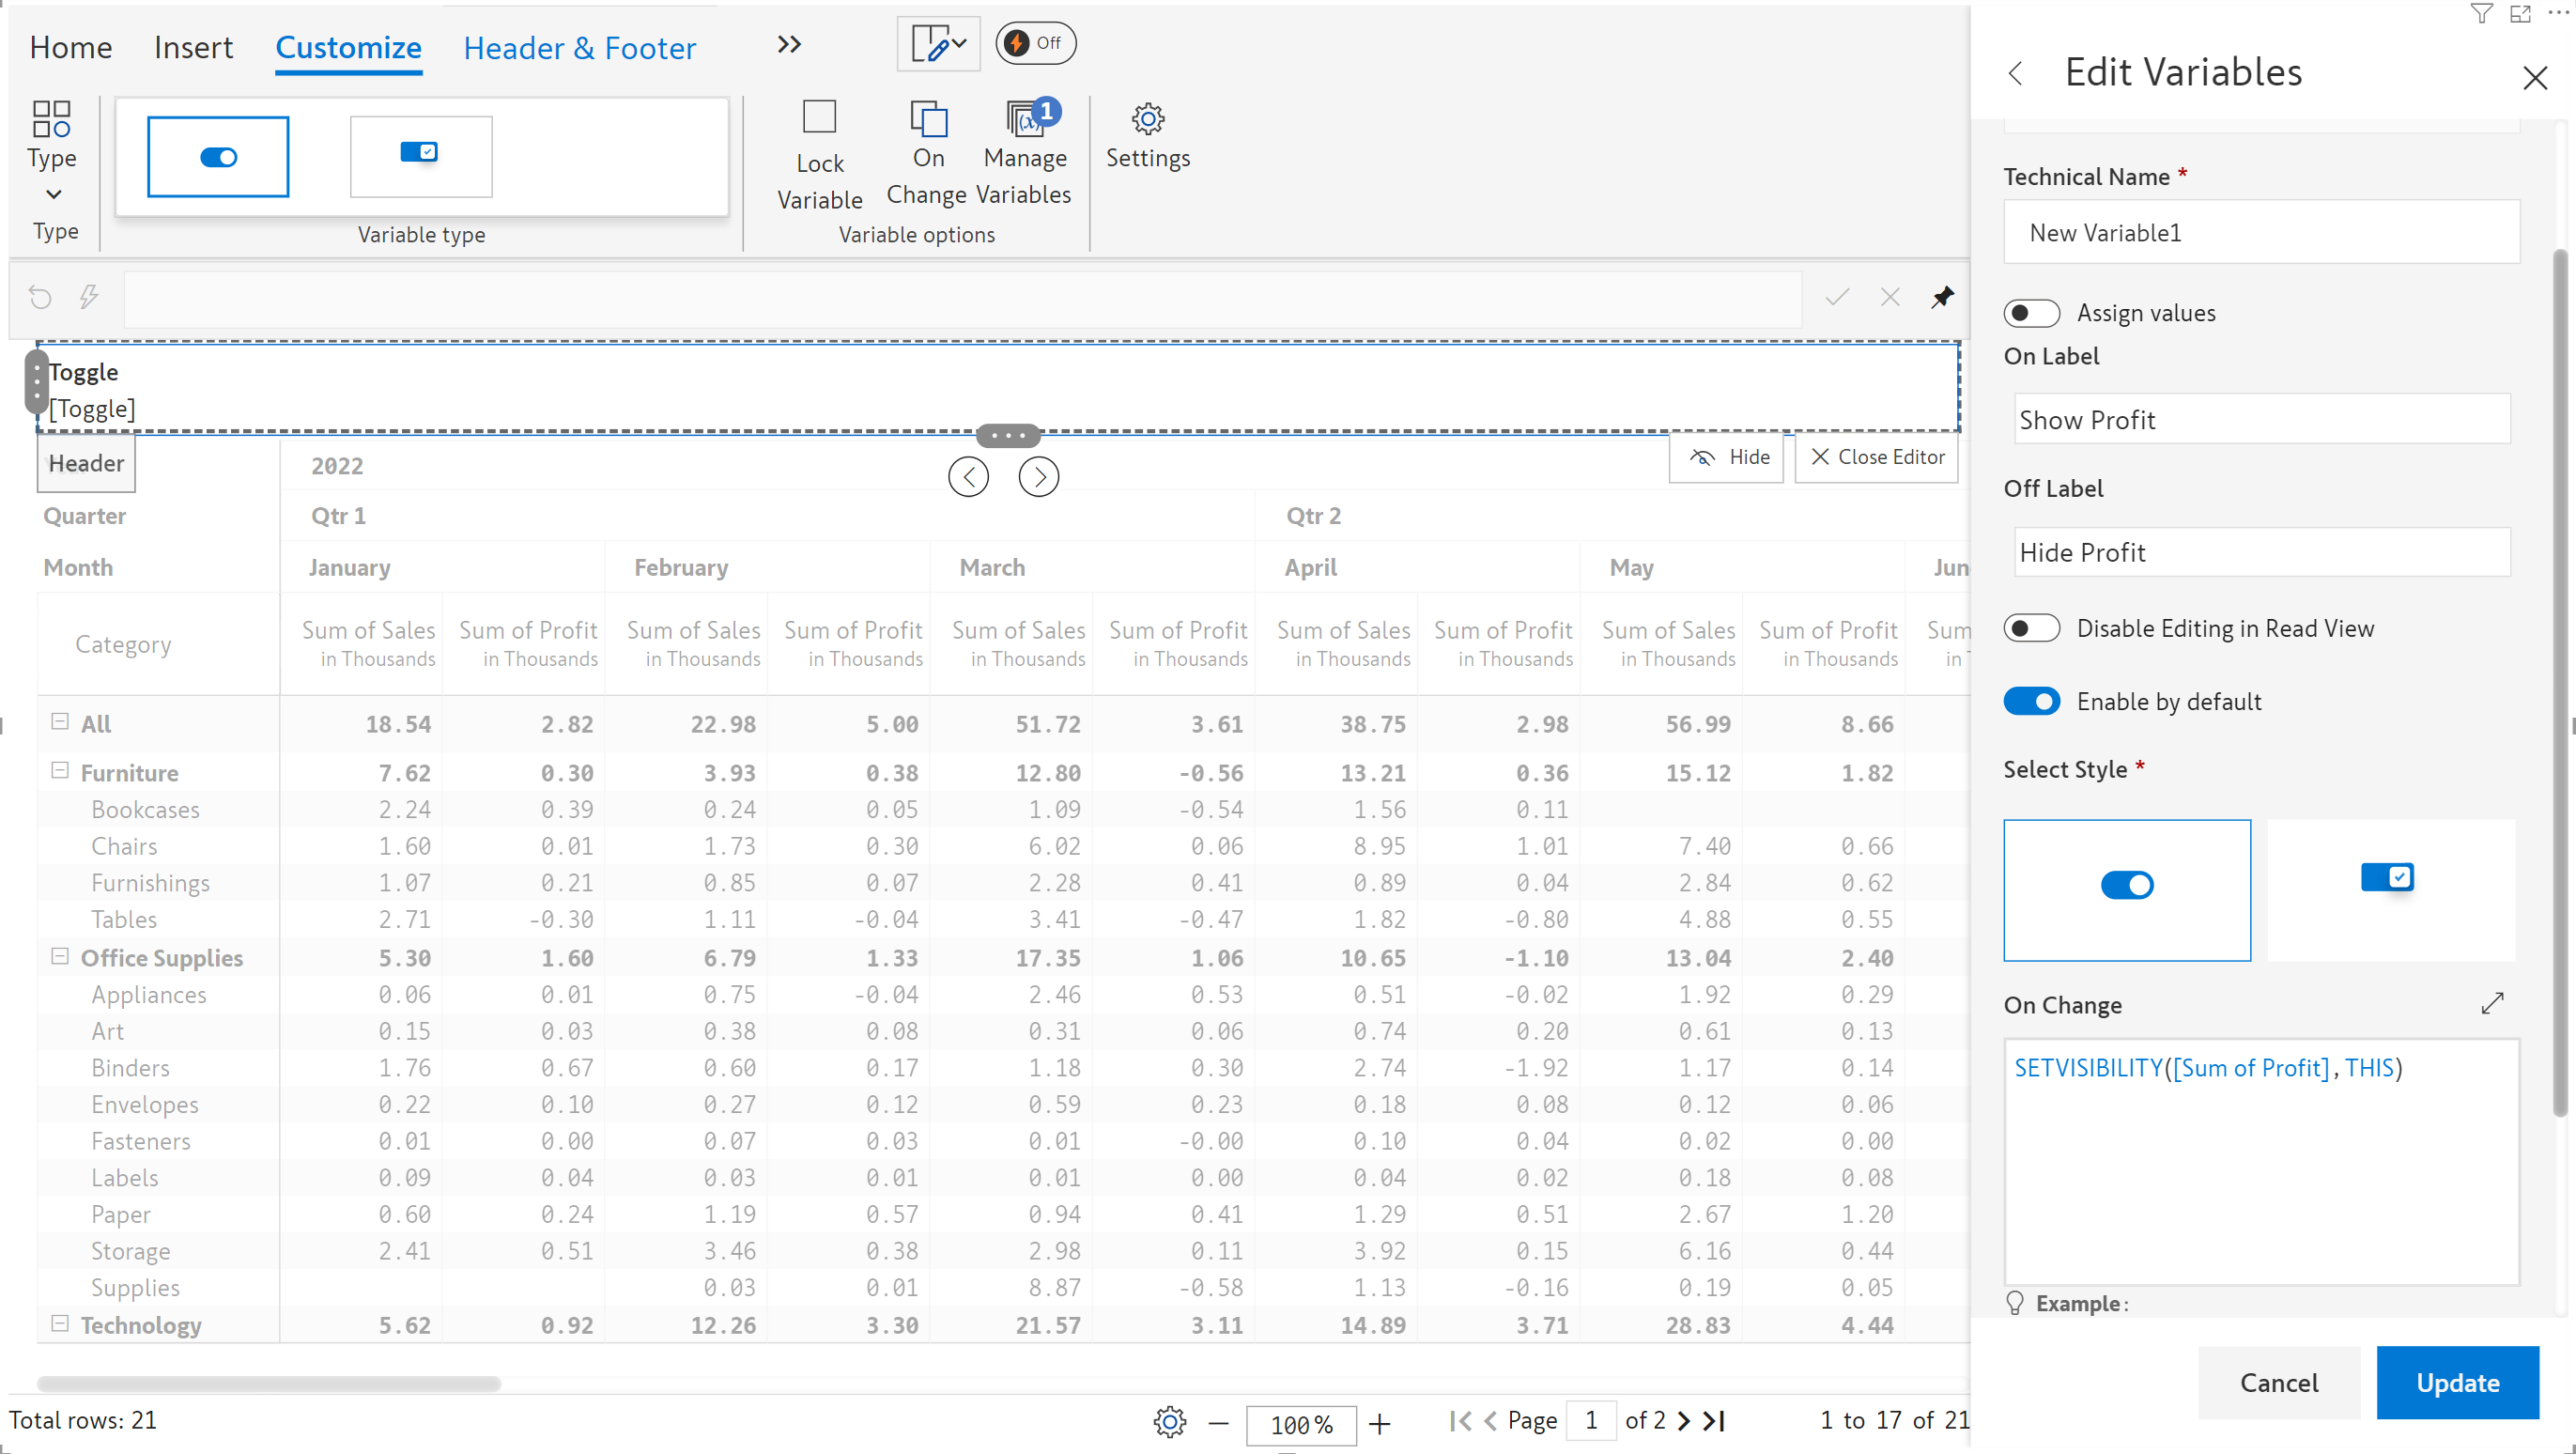 Home Insert Customize Header & Footer Off
Type
Type
Variable type
Lock Variable
On Change
Manage Variables
1
Variable options
Settings
Toggle
[Toggle]
Header
Hide
Close Editor
2022
Quarter Qtr 1 Qtr 2
Month January February March April May Jun
Category Sum of Sales Sum of Profit Sum of Sales Sum of Profit Sum of Sales Sum of Profit Sum of Sales Sum of Profit Sum of Sales Sum of Profit Sum
in Thousands in Thousands in Thousands in Thousands in Thousands in Thousands in Thousands in Thousands in Thousands in Thousands in
All 18.54 2.82 22.98 5.00 51.72 3.61 38.75 2.98 56.99 8.66
Furniture 7.62 0.30 3.93 0.38 12.80 -0.56 13.21 0.36 15.12 1.82
Bookcases 2.24 0.39 0.24 0.05 1.09 -0.54 1.56 0.11
Chairs 1.60 0.01 1.73 0.30 6.02 0.06 8.95 1.01 7.40 0.66
Furnishings 1.07 0.21 0.85 0.07 2.28 0.41 0.89 0.04 2.84 0.62
Tables 2.71 -0.30 1.11 -0.04 3.41 -0.47 1.82 -0.80 4.88 0.55
Office Supplies 5.30 1.60 6.79 1.33 17.35 1.06 10.65 -1.10 13.04 2.40
Appliances 0.06 0.01 0.75 -0.04 2.46 0.53 0.51 -0.02 1.92 0.29
Art 0.15 0.03 0.38 0.08 0.31 0.06 0.74 0.20 0.61 0.13
Binders 1.76 0.67 0.60 0.17 1.18 0.30 2.74 -1.92 1.17 0.14
Envelopes 0.22 0.10 0.27 0.12 0.59 0.23 0.18 0.08 0.12 0.06
Fasteners 0.01 0.00 0.07 0.03 0.01 -0.00 0.10 0.04 0.02 0.00
Labels 0.09 0.04 0.03 0.01 0.01 0.00 0.04 0.02 0.18 0.08
Paper 0.60 0.24 1.19 0.57 0.94 0.41 1.29 0.51 2.67 1.20
Storage 2.41 0.51 3.46 0.38 2.98 0.11 3.92 0.15 6.16 0.44
Supplies 0.03 0.01 8.87 -0.58 1.13 -0.16 0.19 0.05
Technology 5.62 0.92 12.26 3.30 21.57 3.11 14.89 3.71 28.83 4.44
Total rows: 21
100%
Page 1 of 2
1 to 17 of 21
Edit Variables
Technical Name *
New Variable1
Assign values
On Label
Show Profit
Off Label
Hide Profit
Disable Editing in Read View
Enable by default
Select Style *
On Change
SETVISIBILITY([Sum of Profit], THIS)
Example:
Cancel
Update